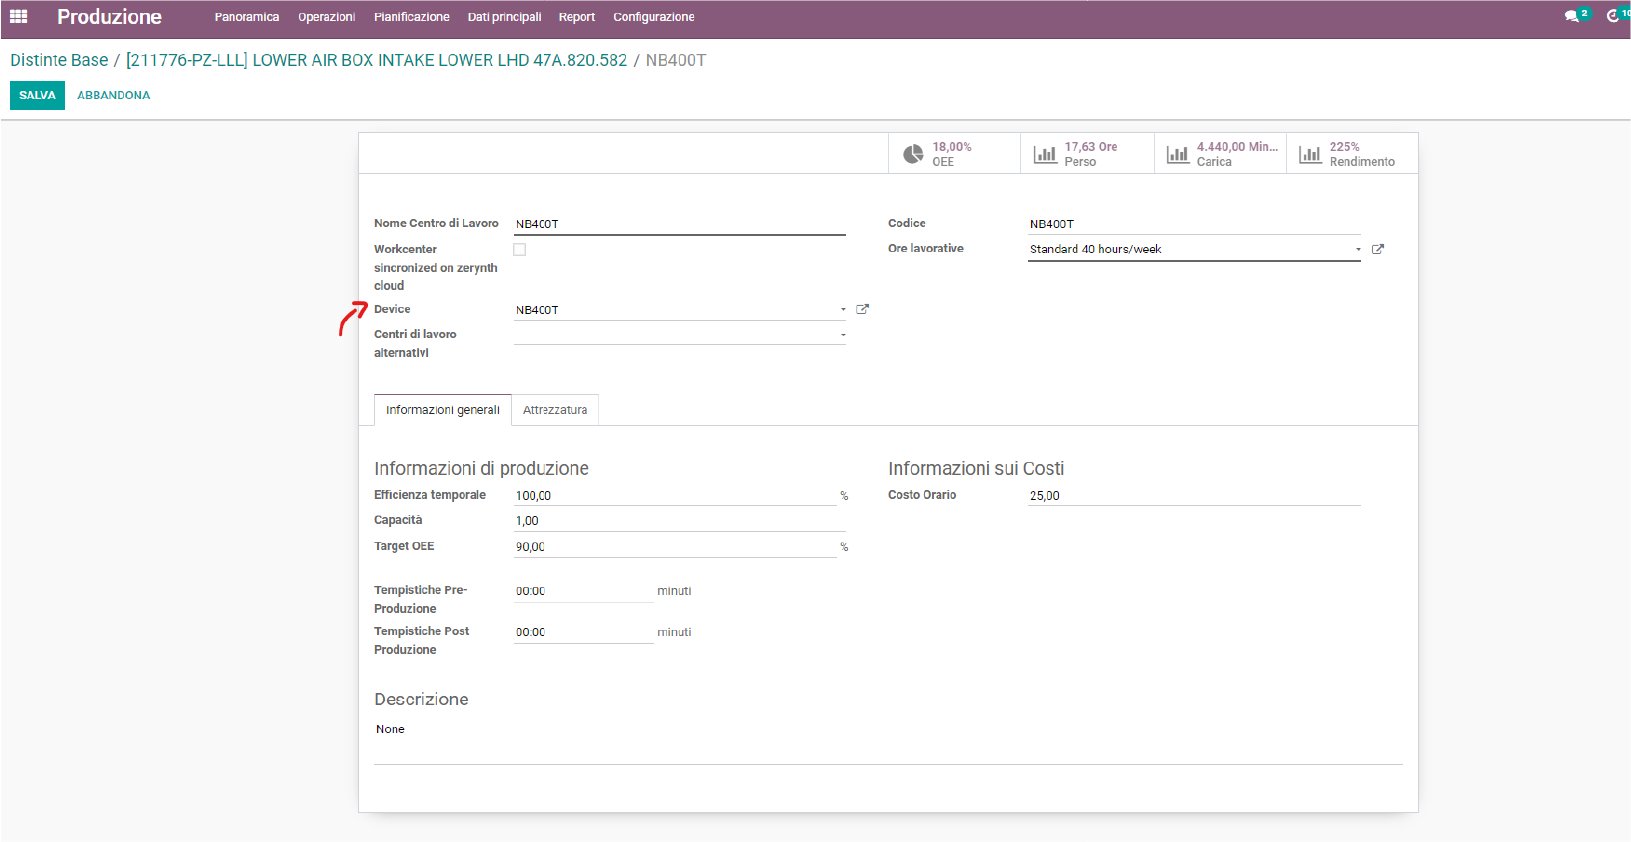 Produzione Panoramica Operazioni Pianificazione Dati principali Report Configurazione 2 10
Distinte Base / [211776-PZ-LLL] LOWER AIR BOX INTAKE LOWER LHD 47A.820.582 / NB400T
SALVA ABBANDONA
18,00% 17,63 Ore 4.440,00 Min... 225%
OEE Perso Carica Rendimento
Nome Centro di Lavoro NB400T Codice NB400T
Workcenter Ore lavorative Standard 40 hours/week
sincronized on zerynth
cloud
Device NB400T
Centri di lavoro
alternativi
Informazioni generali Attrezzatura
Informazioni di produzione Informazioni sui Costi
Efficienza temporale 100,00 % Costo Orario 25,00
Capacità 1,00
Target OEE 90,00 %
Tempistiche Pre- 00:00 minuti
Produzione
Tempistiche Post 00:00 minuti
Produzione
Descrizione
None